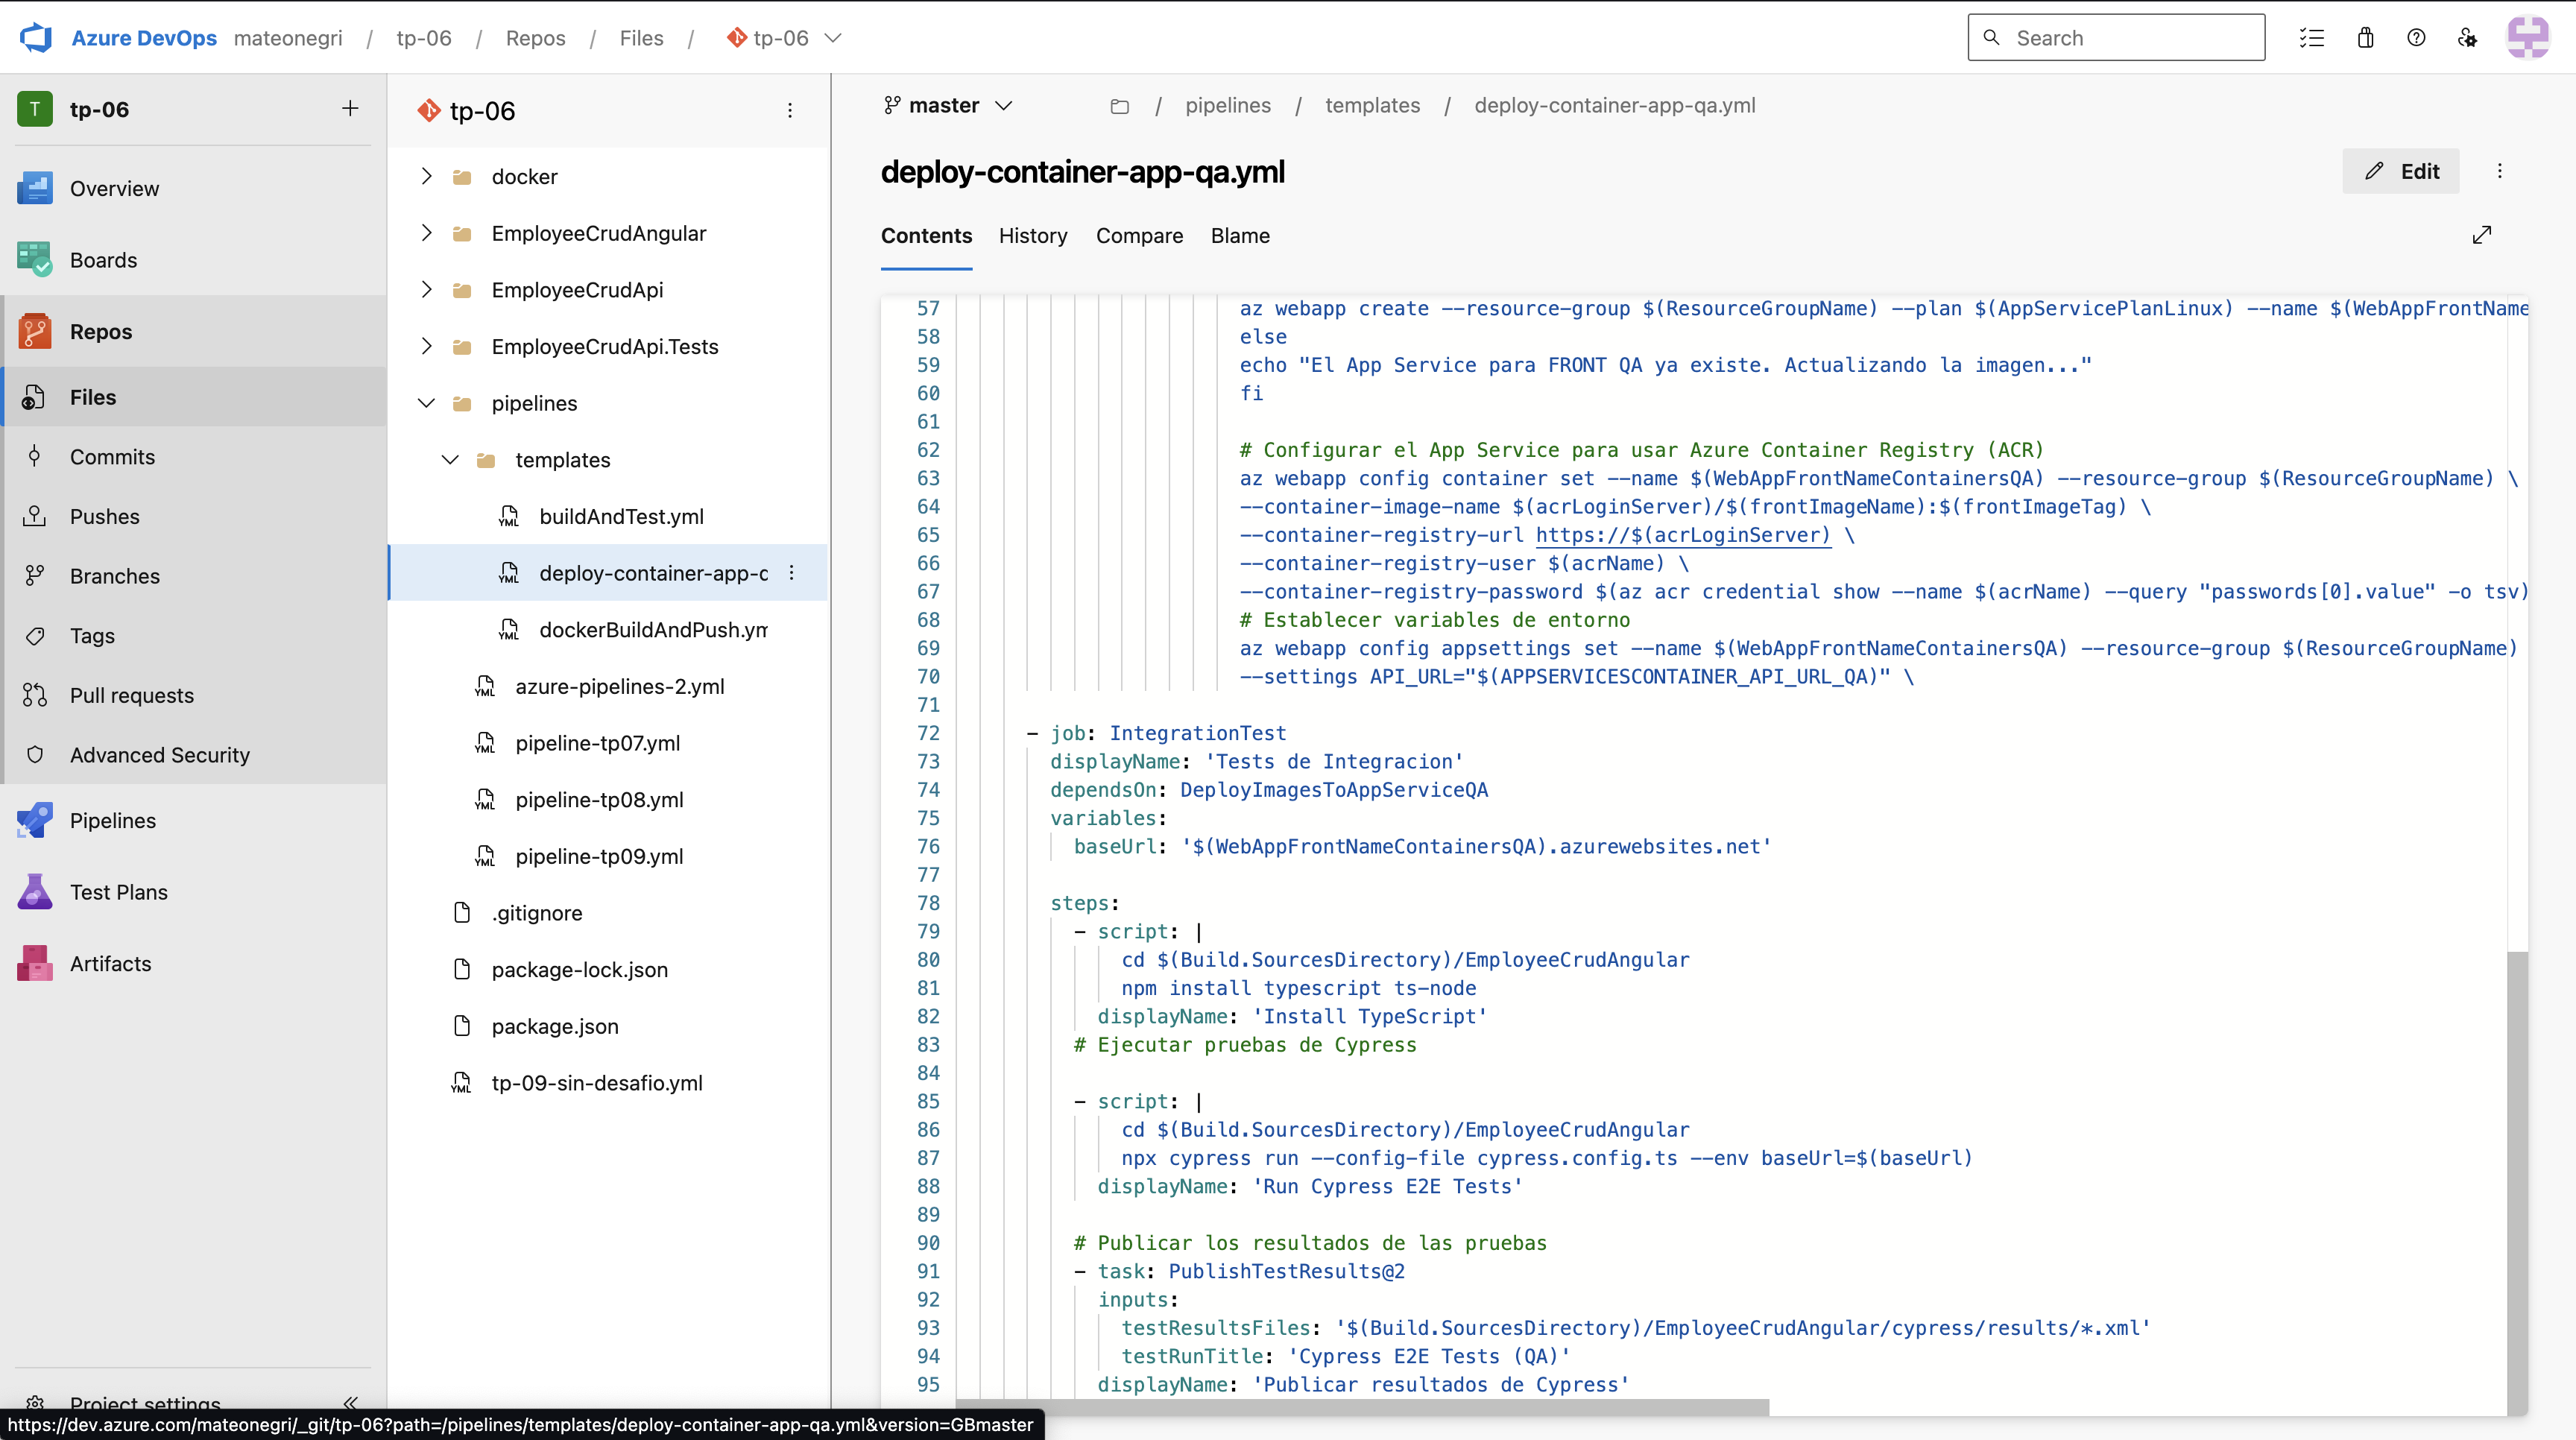 Azure DevOps mateonegri / tp-06 / Repos / Files / tp-06
Search
T tp-06
Overview
Boards
Repos
Files
Commits
Pushes
Branches
Tags
Pull requests
Advanced Security
Pipelines
Test Plans
Artifacts
Project settings
tp-06
docker
EmployeeCrudAngular
EmployeeCrudApi
EmployeeCrudApi.Tests
pipelines
templates
YML buildAndTest.yml
YML deploy-container-app-c
YML dockerBuildAndPush.ym
YML azure-pipelines-2.yml
YML pipeline-tp07.yml
YML pipeline-tp08.yml
YML pipeline-tp09.yml
.gitignore
package-lock.json
package.json
YML tp-09-sin-desafio.yml
master / pipelines / templates / deploy-container-app-qa.yml
deploy-container-app-qa.yml
Edit
Contents History Compare Blame
57 az webapp create --resource-group $(ResourceGroupName) --plan $(AppServicePlanLinux) --name $(WebAppFrontName
58 else
59 echo "El App Service para FRONT QA ya existe. Actualizando la imagen..."
60 fi
61
62 # Configurar el App Service para usar Azure Container Registry (ACR)
63 az webapp config container set --name $(WebAppFrontNameContainersQA) --resource-group $(ResourceGroupName) \
64 --container-image-name $(acrLoginServer)/$(frontImageName):$(frontImageTag) \
65 --container-registry-url https://$(acrLoginServer) \
66 --container-registry-user $(acrName) \
67 --container-registry-password $(az acr credential show --name $(acrName) --query "passwords[0].value" -o tsv)
68 # Establecer variables de entorno
69 az webapp config appsettings set --name $(WebAppFrontNameContainersQA) --resource-group $(ResourceGroupName)
70 --settings API_URL="$(APPSERVICESCONTAINER_API_URL_QA)" \
71
72 - job: IntegrationTest
73 displayName: 'Tests de Integracion'
74 dependsOn: DeployImagesToAppServiceQA
75 variables:
76 baseUrl: '$(WebAppFrontNameContainersQA).azurewebsites.net'
77
78 steps:
79 - script: |
80 cd $(Build.SourcesDirectory)/EmployeeCrudAngular
81 npm install typescript ts-node
82 displayName: 'Install TypeScript'
83 # Ejecutar pruebas de Cypress
84
85 - script: |
86 cd $(Build.SourcesDirectory)/EmployeeCrudAngular
87 npx cypress run --config-file cypress.config.ts --env baseUrl=$(baseUrl)
88 displayName: 'Run Cypress E2E Tests'
89
90 # Publicar los resultados de las pruebas
91 - task: PublishTestResults@2
92 inputs:
93 testResultsFiles: '$(Build.SourcesDirectory)/EmployeeCrudAngular/cypress/results/*.xml'
94 testRunTitle: 'Cypress E2E Tests (QA)'
95 displayName: 'Publicar resultados de Cypress'
https://dev.azure.com/mateonegri/_git/tp-06?path=/pipelines/templates/deploy-container-app-qa.yml&version=GBmaster